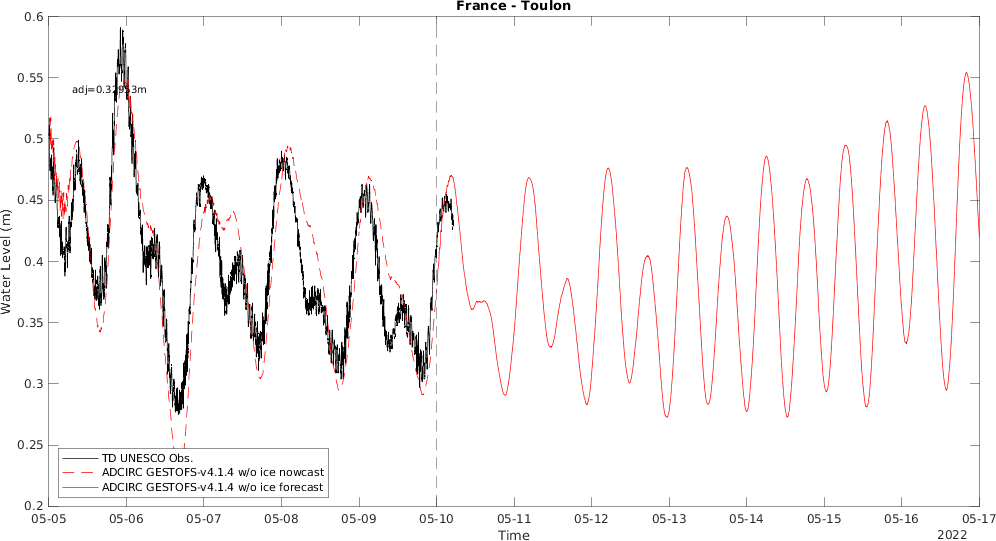 France - Toulon
Water Level (m)
0.6
0.55
0.5
0.45
0.4
0.35
0.3
0.25
0.2
adj=0.32953m
TD UNESCO Obs.
ADCIRC GESTOFS-v4.1.4 w/o ice nowcast
ADCIRC GESTOFS-v4.1.4 w/o ice forecast
05-05 05-06 05-07 05-08 05-09 05-10 05-11 05-12 05-13 05-14 05-15 05-16 05-17
Time
2022